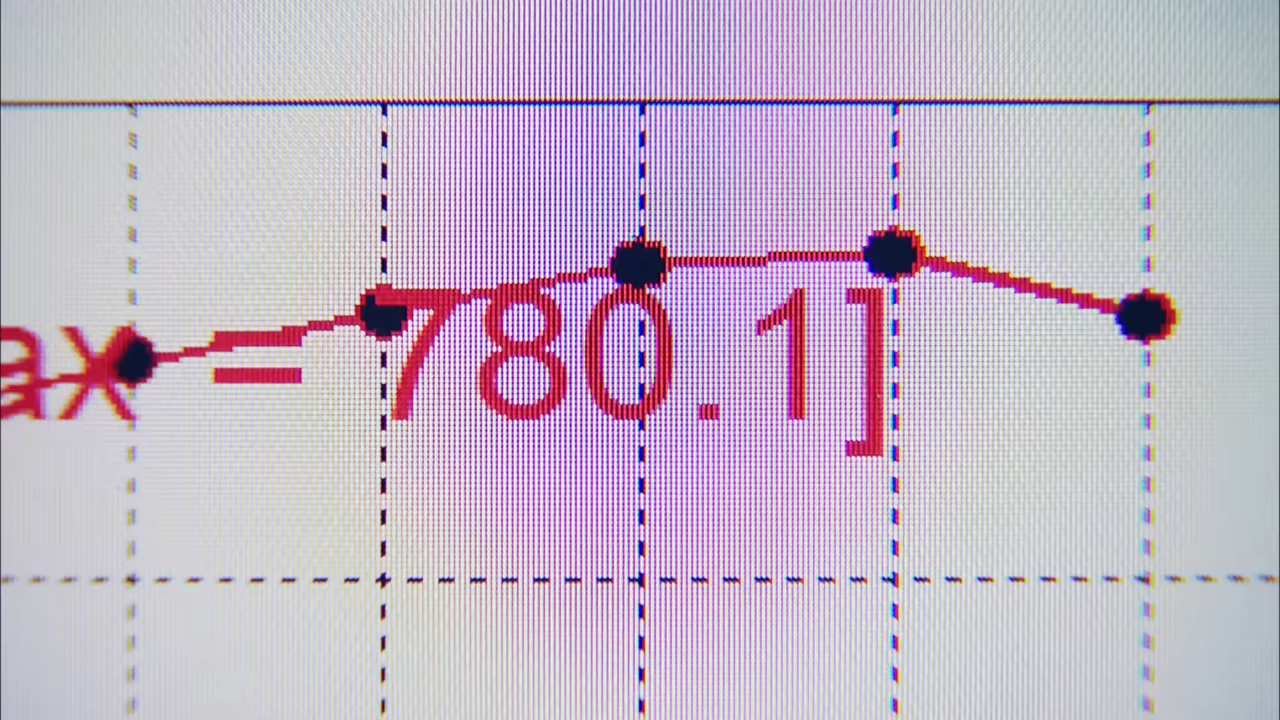 ax = 780.1]